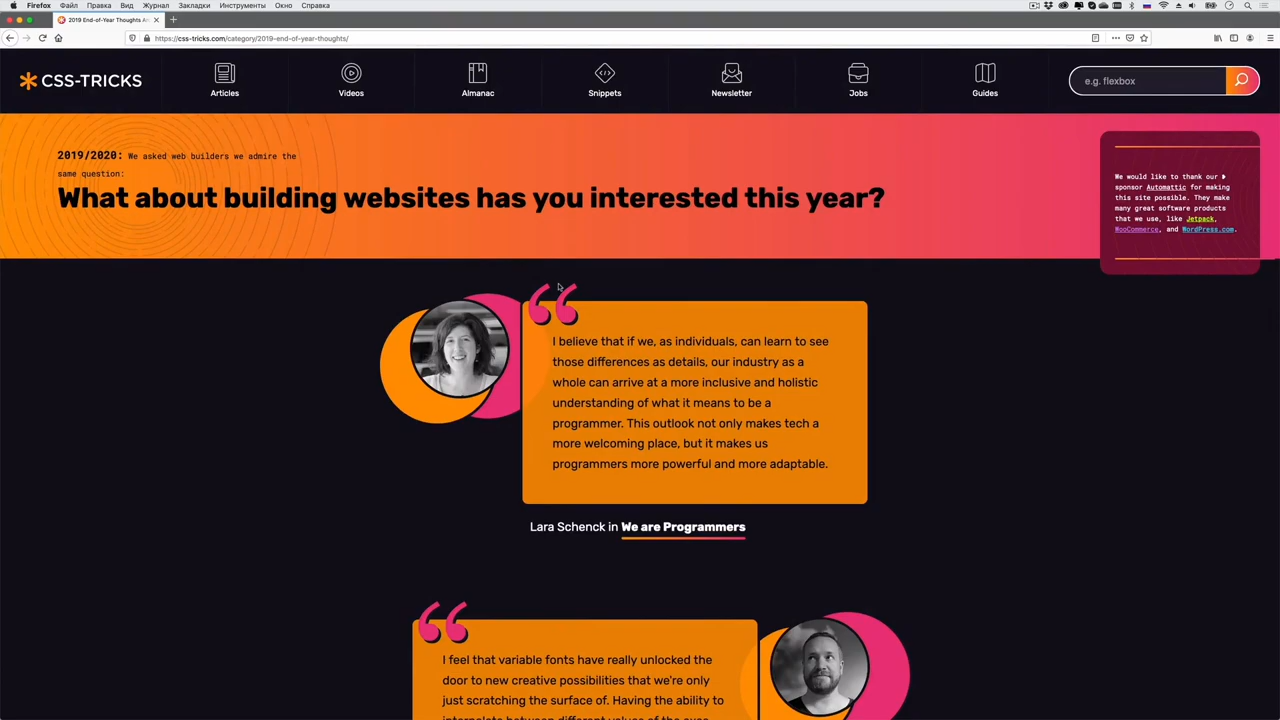 Firefox Файл Правка Вид Журнал Закладки Инструменты Окно Справка
2019 End-of-Year Thoughts Ar
https://css-tricks.com/category/2019-end-of-year-thoughts/
CSS-TRICKS
Articles
Videos
Almanac
Snippets
Newsletter
Jobs
Guides
e.g. flexbox
2019/2020: We asked web builders we admire the
same question:
What about building websites has you interested this year?
We would like to thank our
sponsor Automattic for making
this site possible. They make
many great software products
that we use, like Jetpack,
WooCommerce, and WordPress.com.
I believe that if we, as individuals, can learn to see
those differences as details, our industry as a
whole can arrive at a more inclusive and holistic
understanding of what it means to be a
programmer. This outlook not only makes tech a
more welcoming place, but it makes us
programmers more powerful and more adaptable.
Lara Schenck in We are Programmers
I feel that variable fonts have really unlocked the
door to new creative possibilities that we're only
just scratching the surface of. Having the ability to